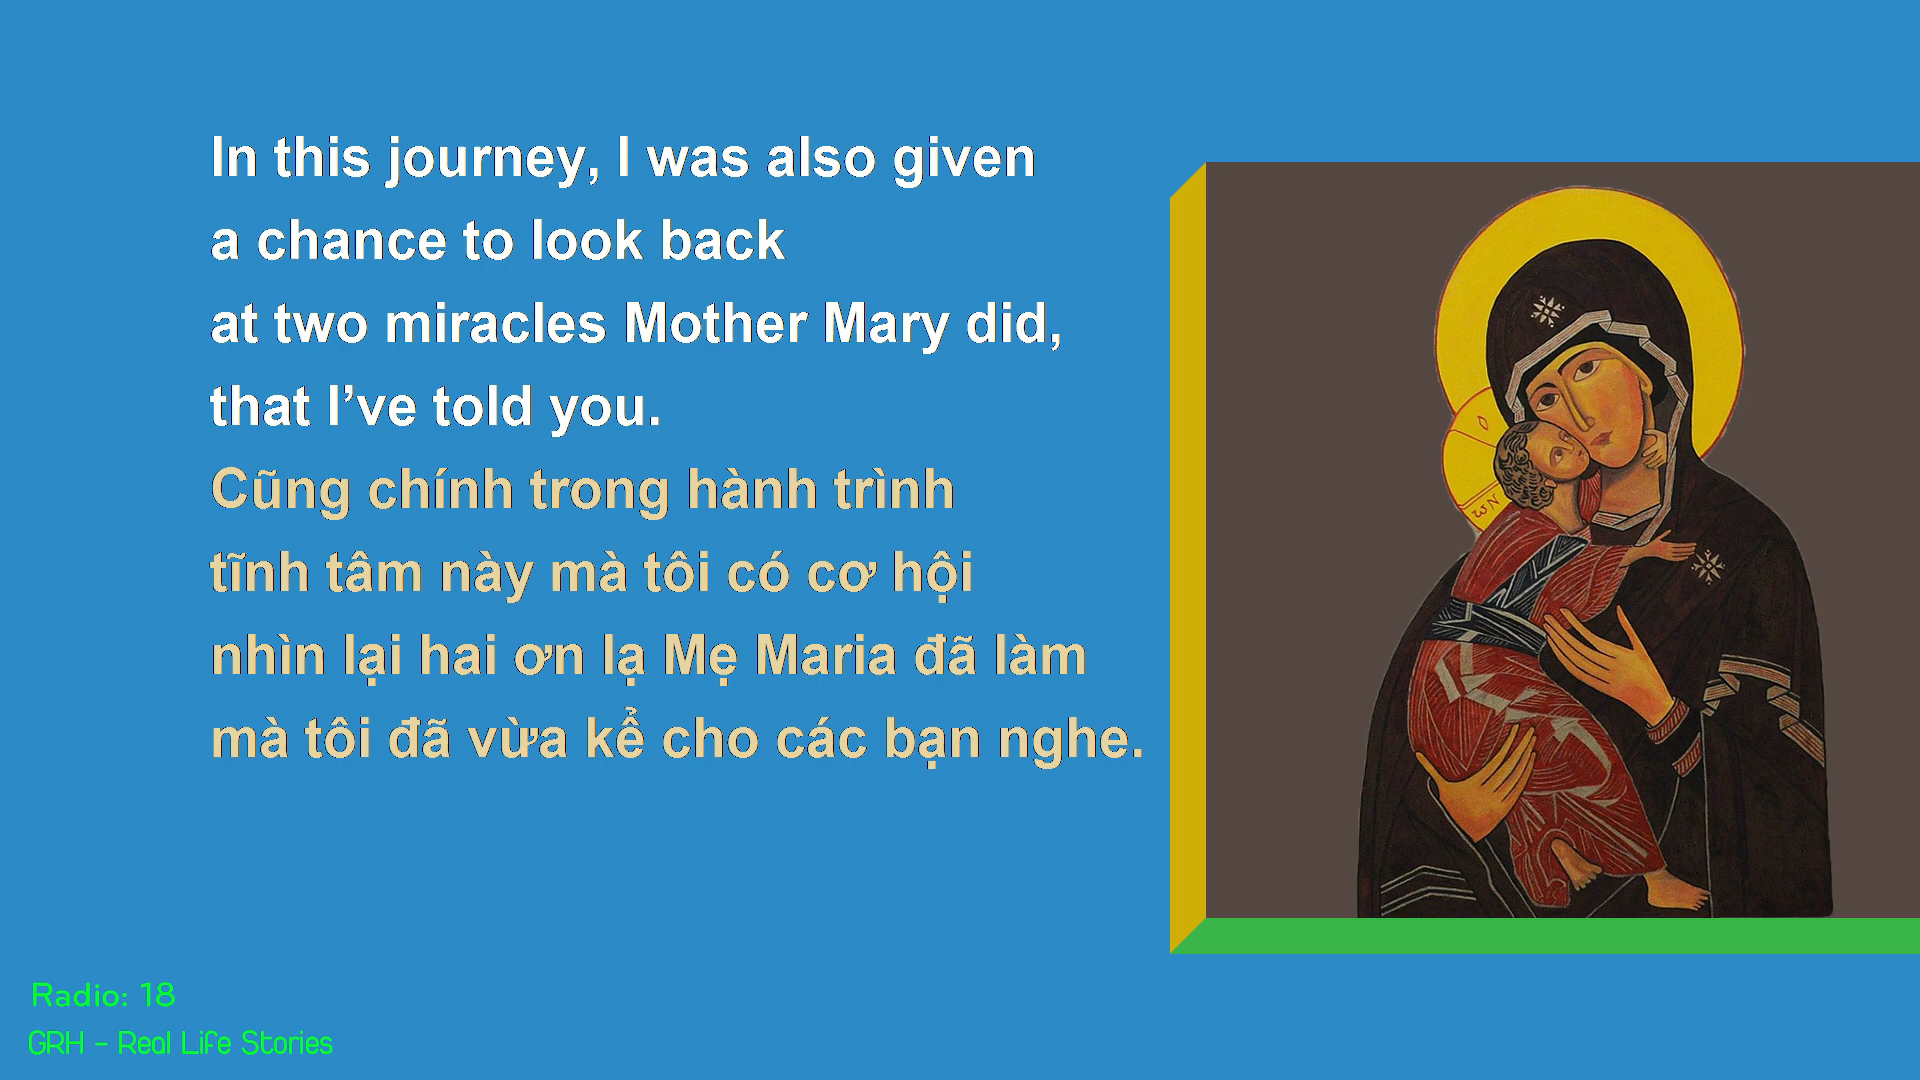 In this journey, I was also given
a chance to look back
at two miracles Mother Mary did,
that I’ve told you.
Cũng chính trong hành trình
tĩnh tâm này mà tôi có cơ hội
nhìn lại hai ơn lạ Mẹ Maria đã làm
mà tôi đã vừa kể cho các bạn nghe.
ωN
Radio: 18
GRH - Real Life Stories